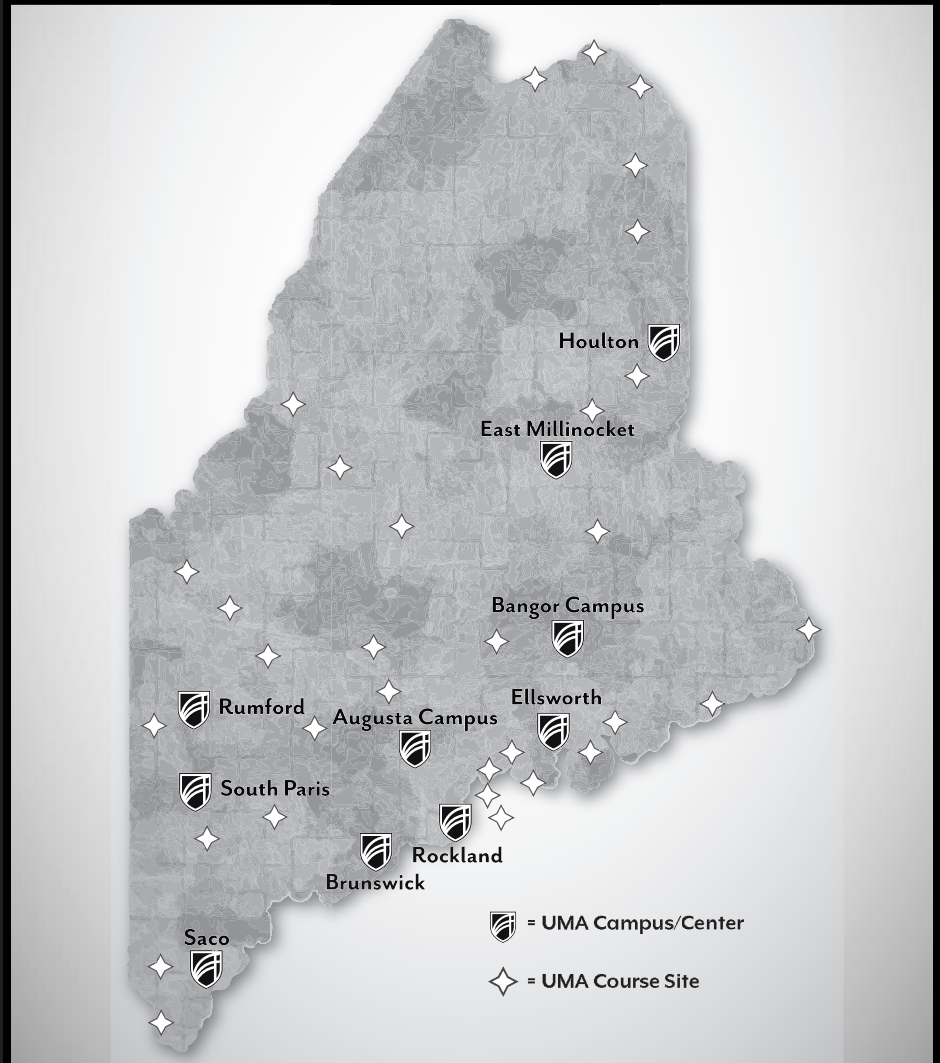 Houlton
East Millinocket
Bangor Campus
Ellsworth
Rumford
Augusta Campus
South Paris
Rockland
Brunswick
= UMA Campus/Center
Saco
= UMA Course Site